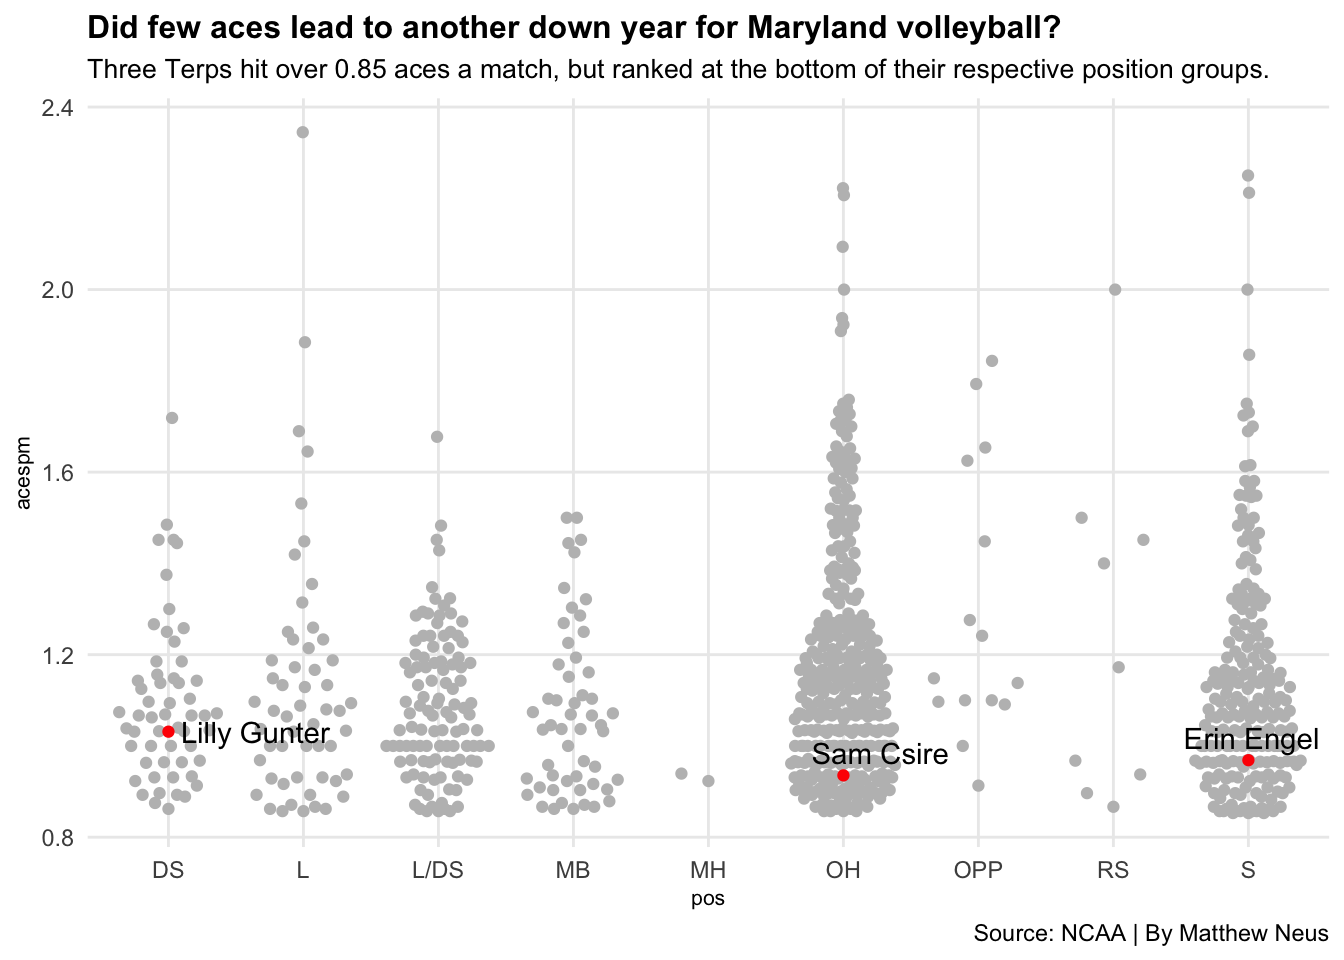 Did few aces lead to another down year for Maryland volleyball?
Three Terps hit over 0.85 aces a match, but ranked at the bottom of their respective position groups.
2.4
2.0
1.6
1.2
0.8
acespm
Lilly Gunter
Sam Csire
Erin Engel
DS L L/DS MB MH OH OPP RS S
pos
Source: NCAA | By Matthew Neus